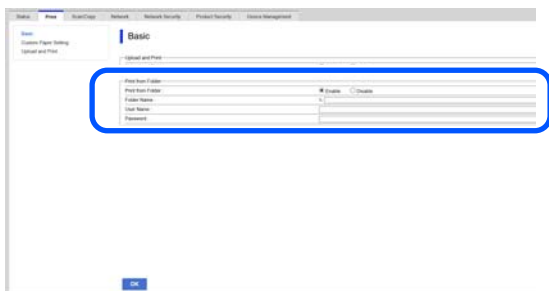 Status Print Scan/Copy Network Network Security Product Security Device Management
Basic
Custom Paper Setting
Upload and Print
Basic
Upload and Print
Print from Folder
Print from Folder Enable Disable
Folder Name
User Name
Password
OK